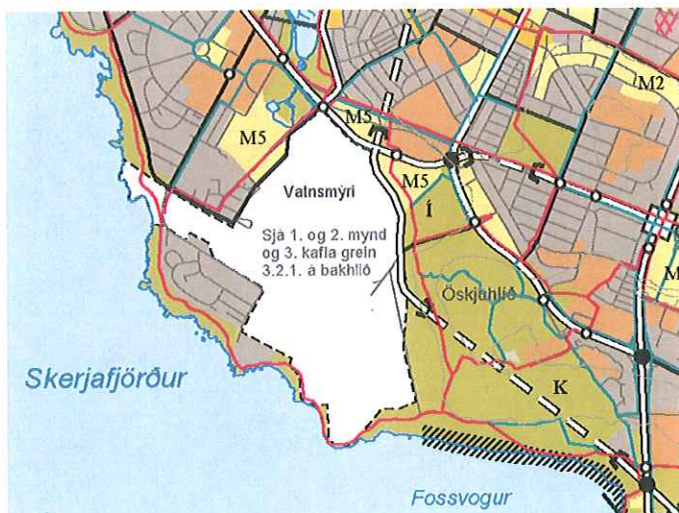 M2
M5
M5
M5
M
Vatnsmýri
Í
Sjá 1. og 2. mynd
og 3. kafla grein
3.2.1. á bakhlið
Öskjuhlíð
Skerjafjörður
K
Fossvogur